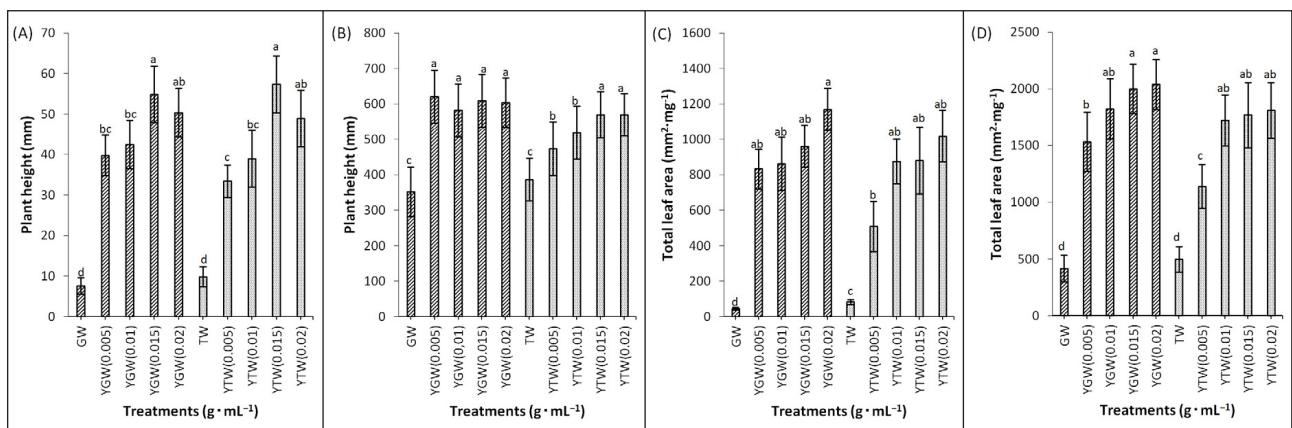 (A)
Plant height (mm)
70
60
50
40
30
20
10
0
d
bc
bc
a
ab
d
c
bc
a
ab
GW
YGW(0.005)
YGW(0.01)
YGW(0.015)
YGW(0.02)
TW
YTW(0.005)
YTW(0.01)
YTW(0.015)
YTW(0.02)
Treatments (g · mL⁻¹)
(B)
Plant height (mm)
800
700
600
500
400
300
200
100
0
c
a
a
a
a
c
b
b
a
a
GW
YGW(0.005)
YGW(0,01)
YGW(0.015)
YGW(0.02)
TW
YTW(0.005)
YTW(0.01)
YTW(0.015)
YTW(0.02)
Treatments (g · mL⁻¹)
(C)
Total leaf area (mm²·mg⁻¹)
1600
1400
1200
1000
800
600
400
200
0
d
ab
ab
ab
a
c
b
ab
ab
ab
GW
YGW(0.005)
YGW(0.01)
YGW(0.015)
YGW(0.02)
TW
YTW(0.005)
YTW(0.01)
YTW(0.015)
YTW(0.02)
Treatments (g · mL⁻¹)
(D)
Total leaf area (mm²·mg⁻¹)
2500
2000
1500
1000
500
0
d
b
ab
a
a
d
c
ab
ab
ab
GW
YGW(0.005)
YGW(0.01)
YGW(0.015)
YGW(0.02)
TW
YTW(0.005)
YTW(0.01)
YTW(0.015)
YTW(0.02)
Treatments (g · mL⁻¹)